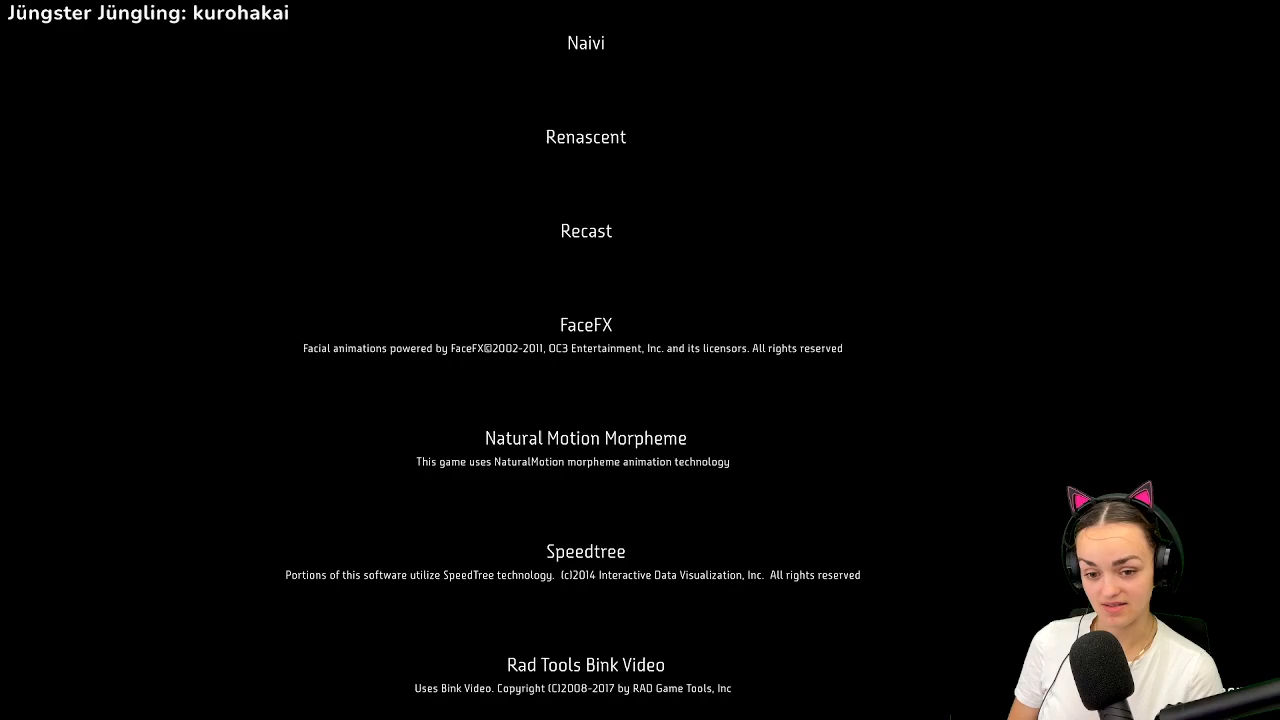 Jüngster Jüngling: kurohakai
Naivi
Renascent
Recast
FaceFX
Facial animations powered by FaceFX©2002-2011, OC3 Entertainment, Inc. and its licensors. All rights reserved
Natural Motion Morpheme
This game uses NaturalMotion morpheme animation technology
Speedtree
Portions of this software utilize SpeedTree technology. (c)2014 Interactive Data Visualization, Inc. All rights reserved
Rad Tools Bink Video
Uses Bink Video. Copyright (C)2008-2017 by RAD Game Tools, Inc